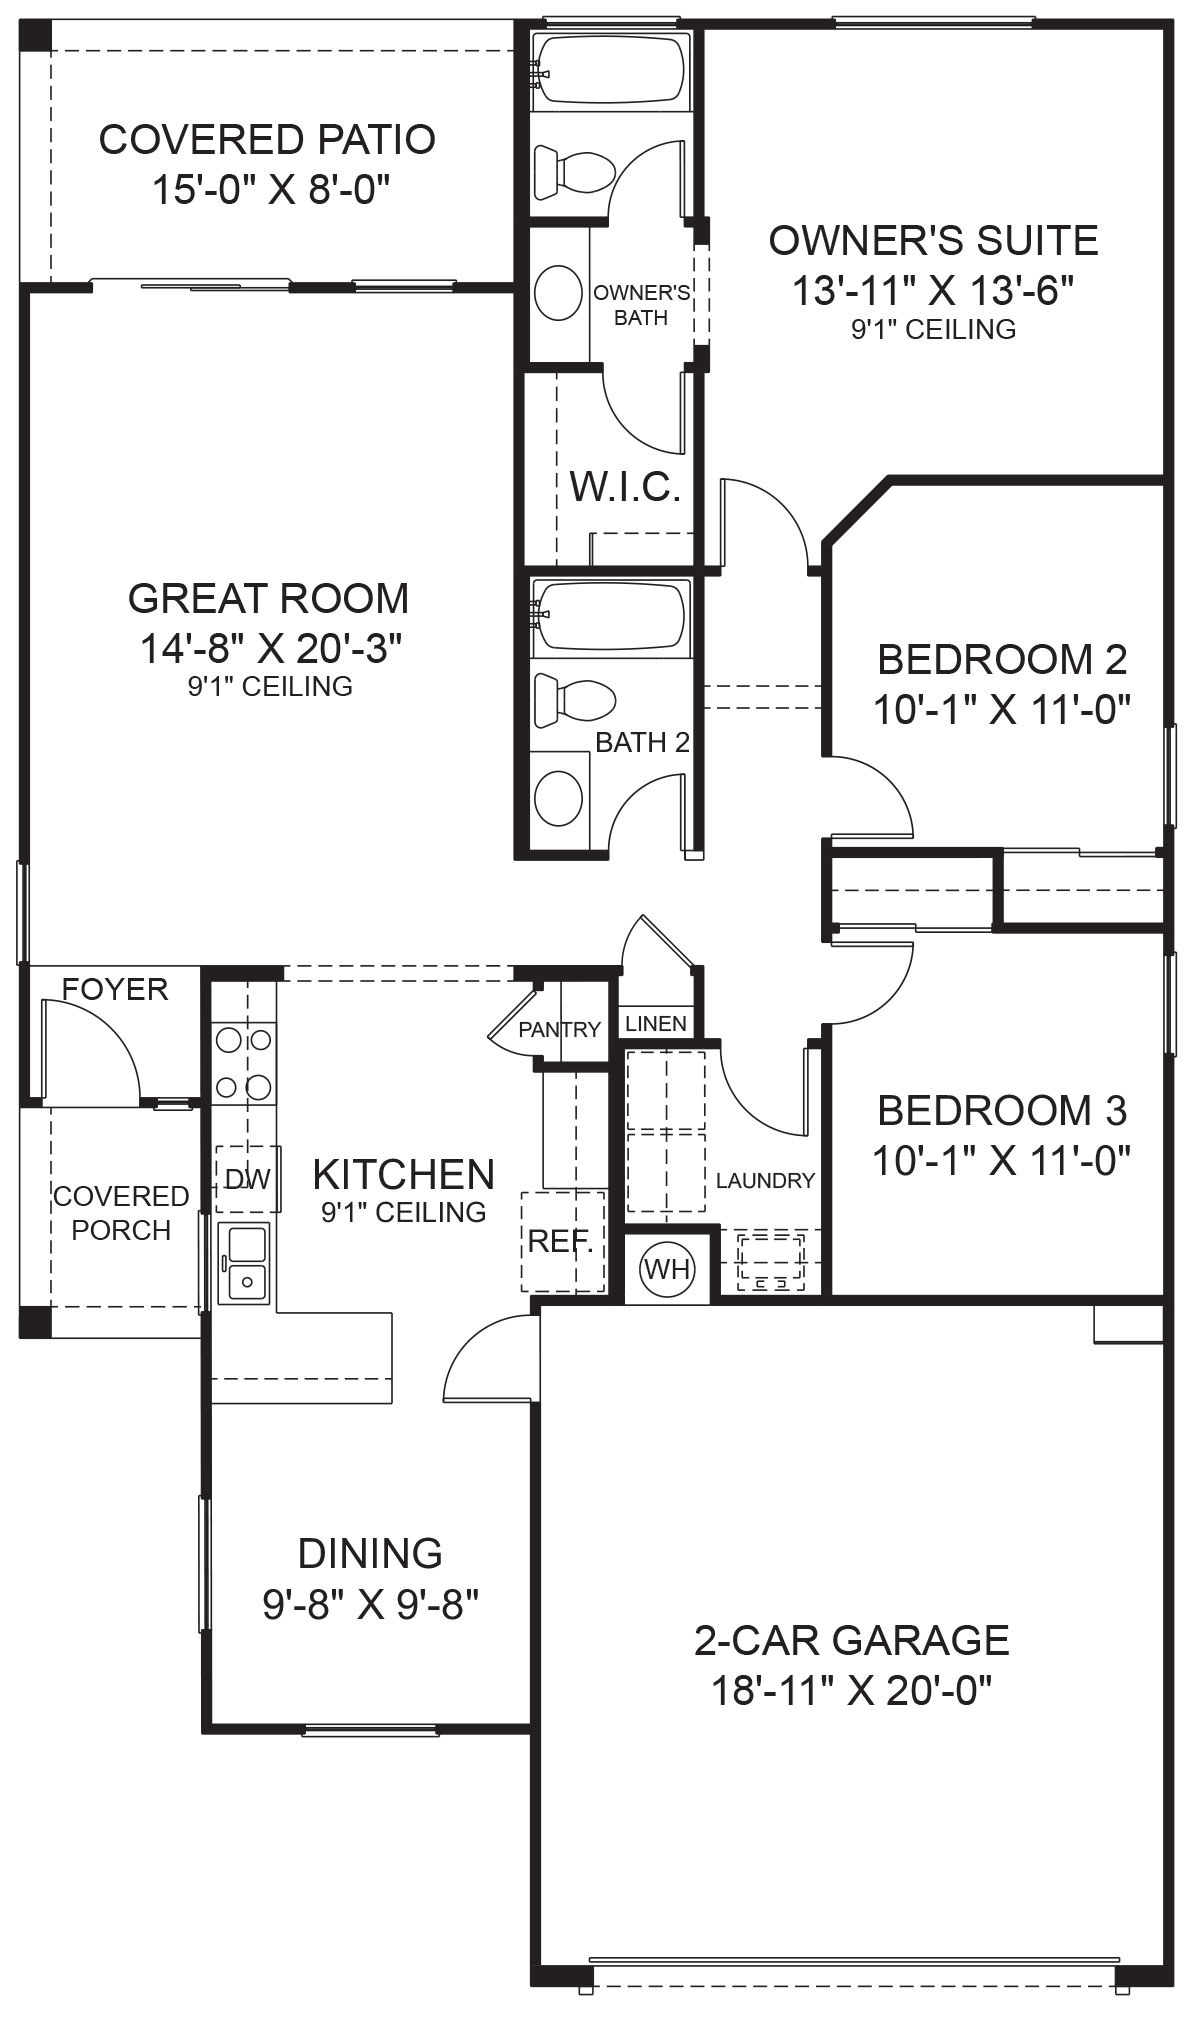 COVERED PATIO
15'-0" X 8'-0"
OWNER'S SUITE
13'-11" X 13'-6"
9'1" CEILING
OWNER'S
BATH
W.I.C.
GREAT ROOM
14'-8" X 20'-3"
9'1" CEILING
BEDROOM 2
10'-1" X 11'-0"
BATH 2
FOYER
PANTRY
LINEN
BEDROOM 3
10'-1" X 11'-0"
KITCHEN
9'1" CEILING
DW
LAUNDRY
COVERED
PORCH
REF.
WH
DINING
9'-8" X 9'-8"
2-CAR GARAGE
18'-11" X 20'-0"